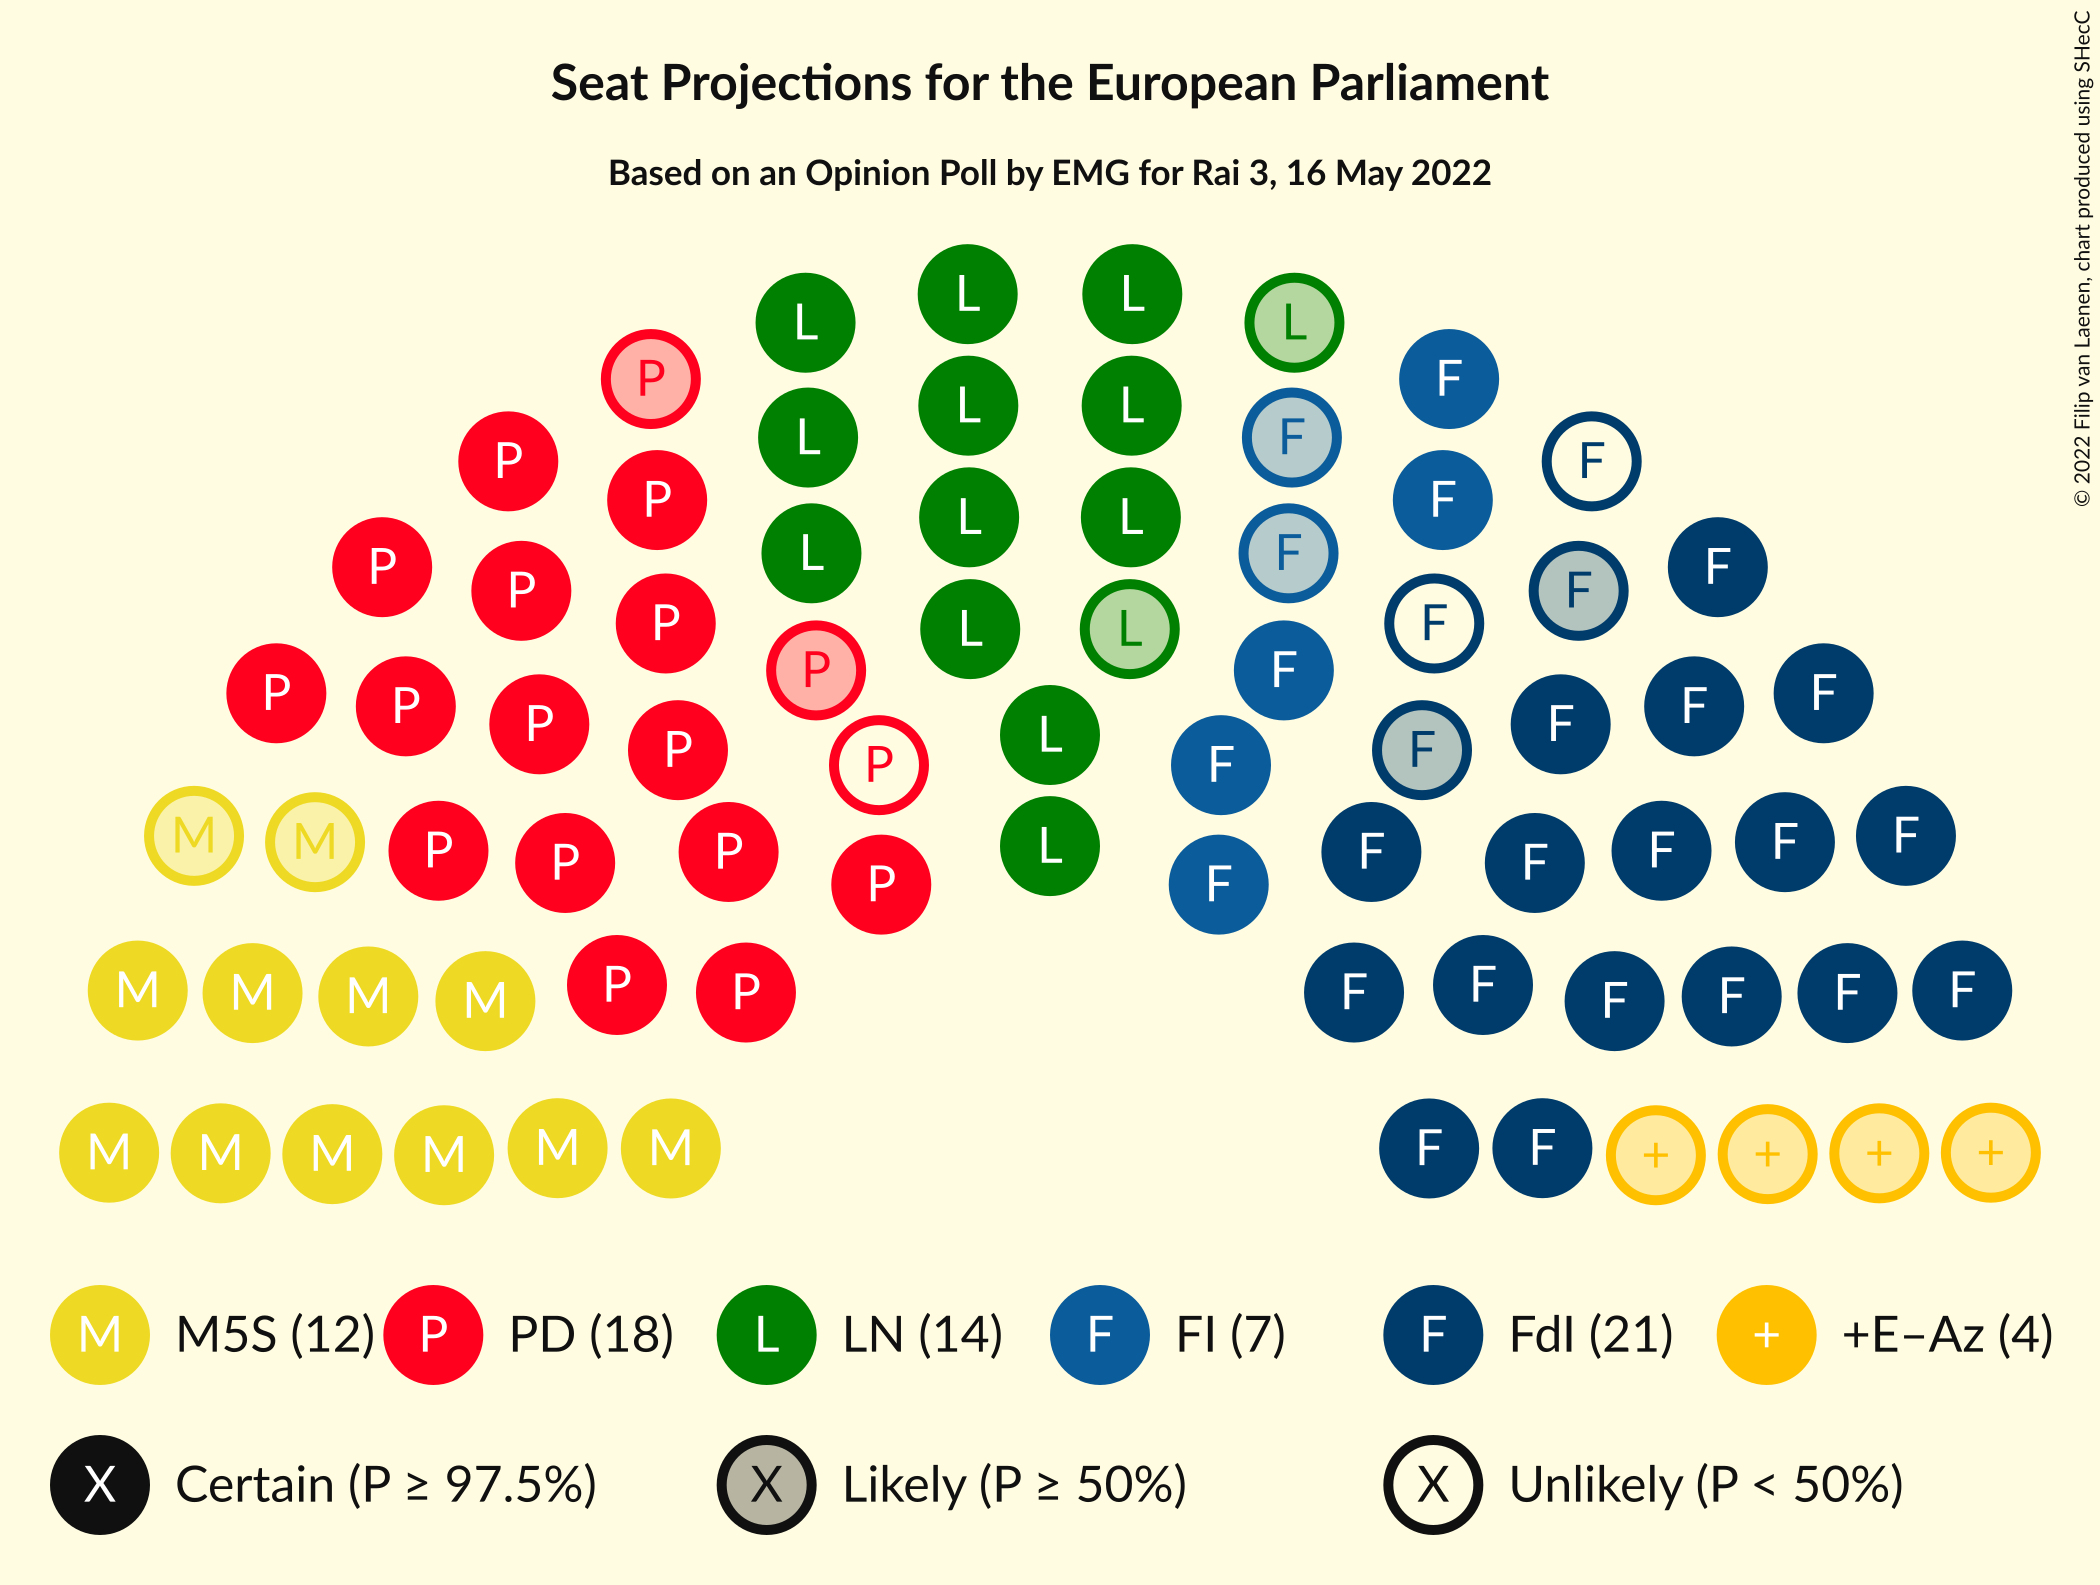 Seat Projections for the European Parliament
Based on an Opinion Poll by EMG for Rai 3, 16 May 2022
© 2022 Filip van Laenen, chart produced using SHecC
L L
L L
P F
L L
L F
P F
P F
L L
P F
P F
L F
P F
P F
L L
P F
P F
P F
P F
P F
L
P F
M F
M F
P F
L
P F
P F
P F
P F
M F
M F
M F
M F
M M M M M M F F + + + +
M M5S (12) P PD (18) L LN (14) F FI (7) F FdI (21) + +E–Az (4)
X Certain (P ≥ 97.5%) X Likely (P ≥ 50%) X Unlikely (P < 50%)